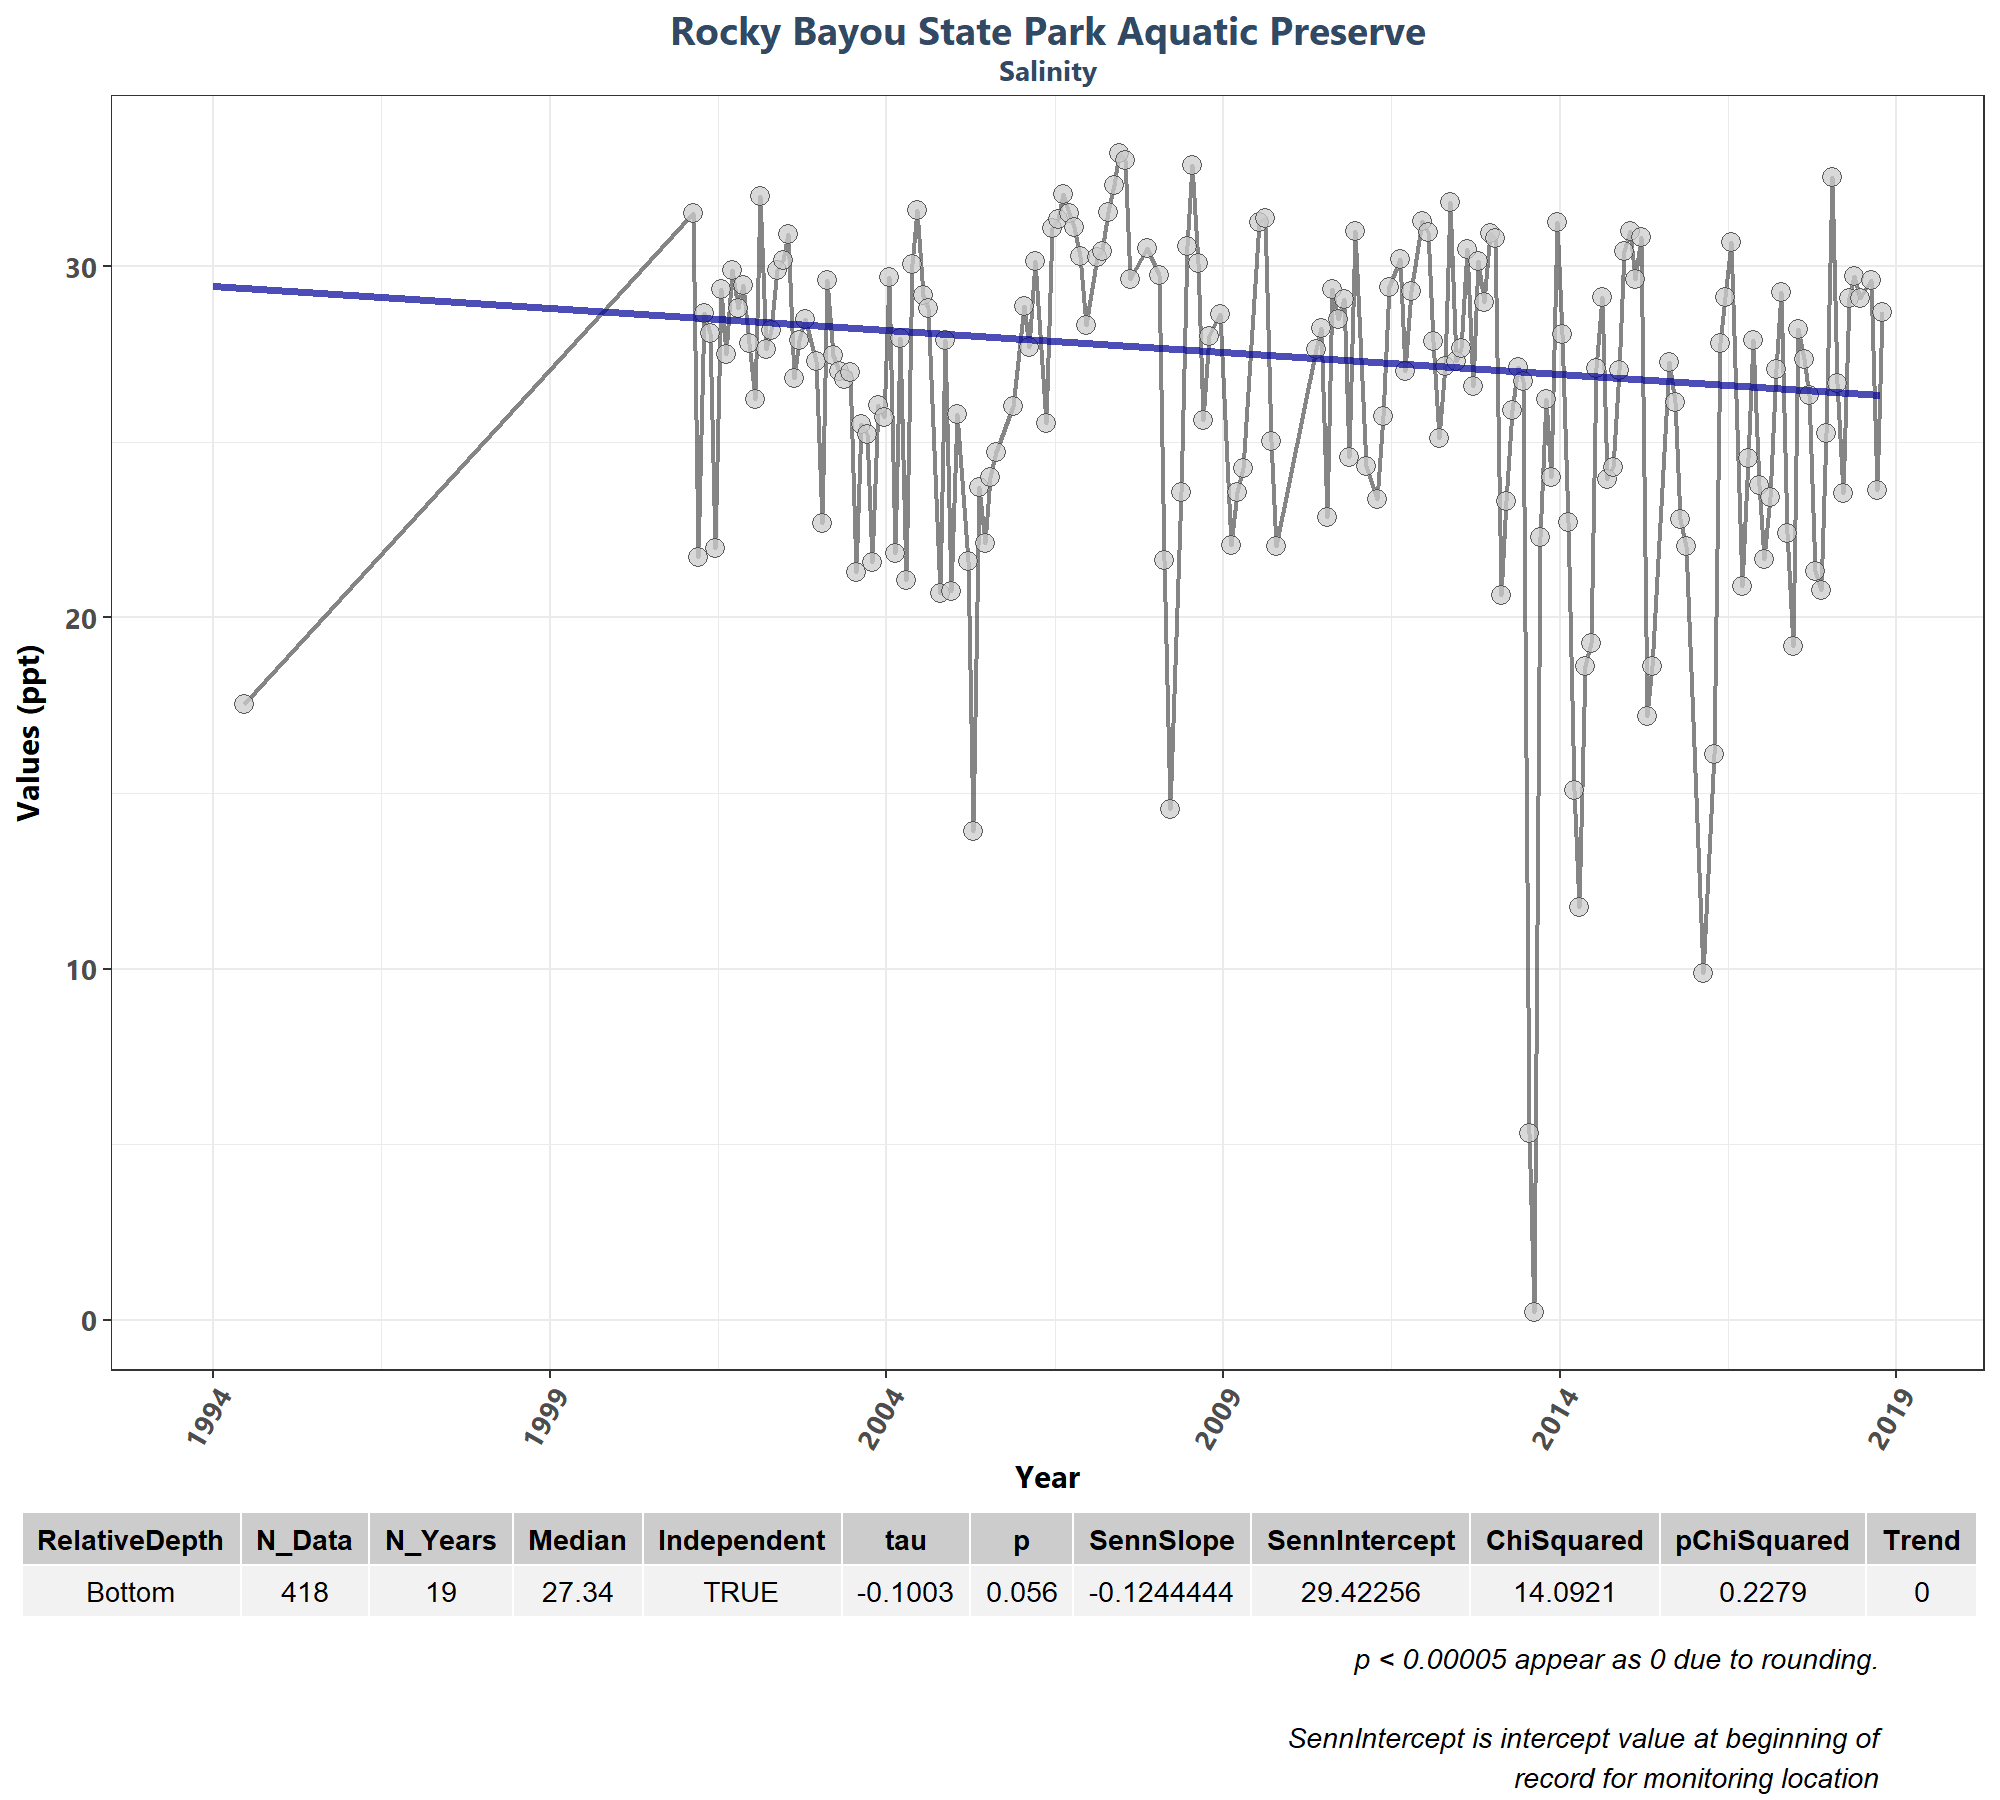 Rocky Bayou State Park Aquatic Preserve
Salinity
Values (ppt)
30
20
10
0
1994
1999
2004
2009
2014
2019
Year
RelativeDepth N_Data N_Years Median Independent tau p SennSlope SennIntercept ChiSquared pChiSquared Trend
Bottom 418 19 27.34 TRUE -0.1003 0.056 -0.1244444 29.42256 14.0921 0.2279 0
p < 0.00005 appear as 0 due to rounding.
SennIntercept is intercept value at beginning of
record for monitoring location